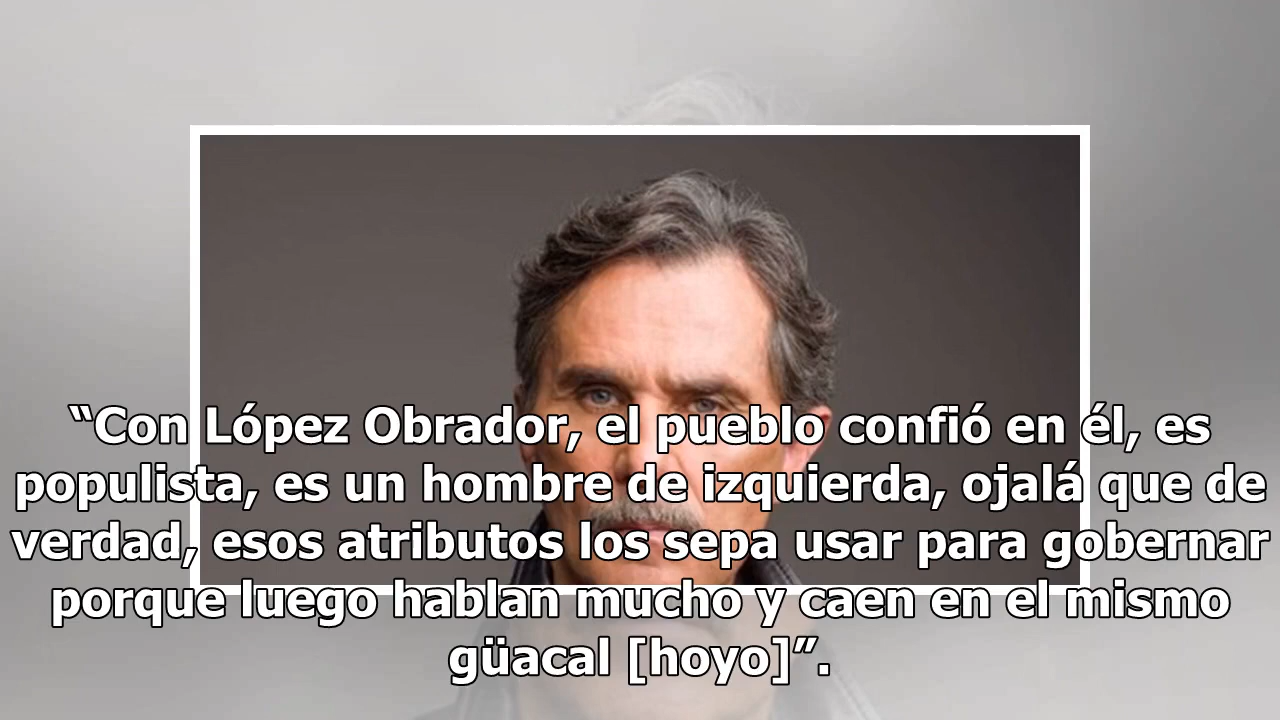 “Con López Obrador, el pueblo confió en él, es
populista, es un hombre de izquierda, ojalá que de
verdad, esos atributos los sepa usar para gobernar
porque luego hablan mucho y caen en el mismo
güacal [hoyo]”.